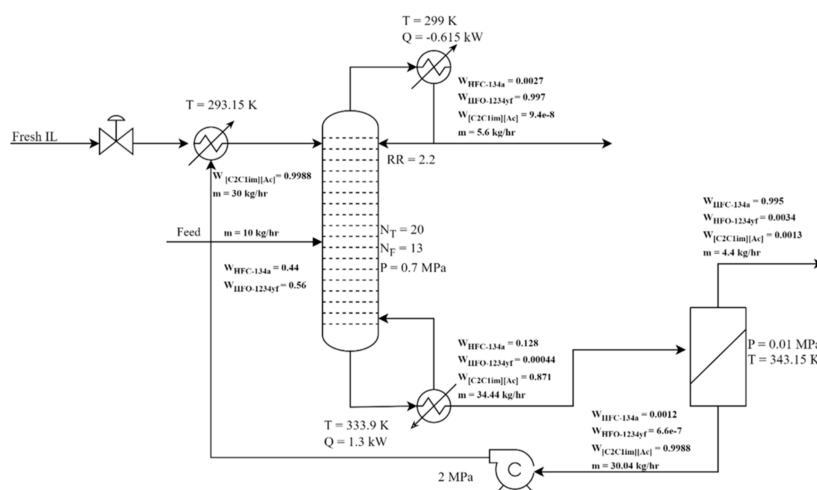 T = 299 K
Q = -0.615 kW
W_HFC-134a = 0.0027
W_HFO-1234yf = 0.997
W_[C2C1im][Ac] = 9.4e-8
m = 5.6 kg/hr
T = 293.15 K
Fresh IL
RR = 2.2
W_[C2C1im][Ac] = 0.9988
m = 30 kg/hr
Feed
m = 10 kg/hr
W_HFC-134a = 0.44
W_HFO-1234yf = 0.56
N_T = 20
N_F = 13
P = 0.7 MPa
W_HFC-134a = 0.995
W_HFO-1234yf = 0.0034
W_[C2C1im][Ac] = 0.0013
m = 4.4 kg/hr
W_HFC-134a = 0.128
W_HFO-1234yf = 0.00044
W_[C2C1im][Ac] = 0.871
m = 34.44 kg/hr
P = 0.01 MPa
T = 343.15 K
T = 333.9 K
Q = 1.3 kW
W_HFC-134a = 0.0012
W_HFO-1234yf = 6.6e-7
W_[C2C1im][Ac] = 0.9988
m = 30.04 kg/hr
2 MPa
C